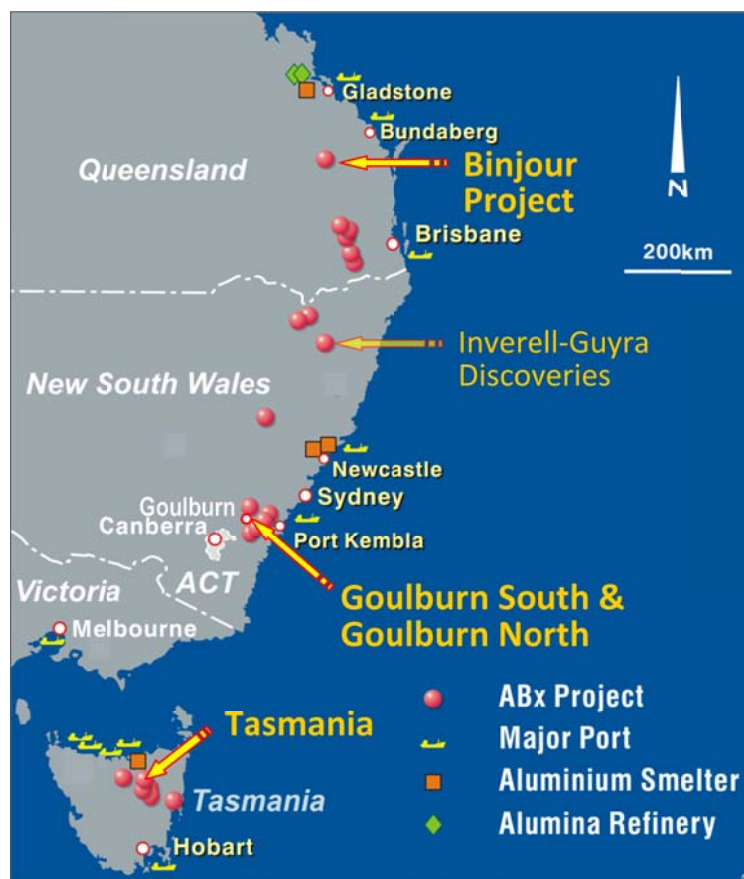 Gladstone
Bundaberg
Queensland
Binjour
Project
N
Brisbane
200km
Inverell-Guyra
Discoveries
New South Wales
Newcastle
Sydney
Goulburn
Canberra
Port Kembla
ACT
Victoria
Goulburn South &
Goulburn North
Melbourne
ABx Project
Tasmania
Major Port
Aluminium Smelter
Tasmania
Alumina Refinery
Hobart